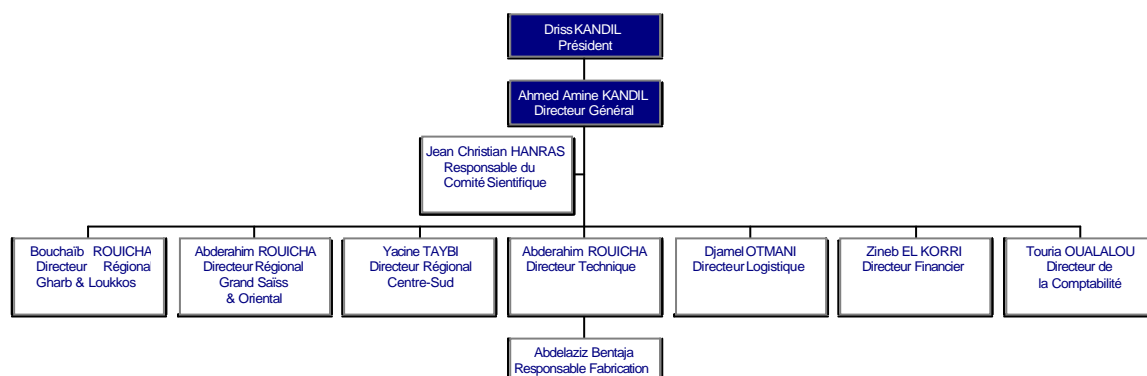 Driss KANDIL
Président
Ahmed Amine KANDIL
Directeur Général
Jean Christian HANRAS
Responsable du
Comité Sientifique
Bouchaïb ROUICHA
Directeur Régional
Gharb & Loukkos
Abderahim ROUICHA
Directeur Régional
Grand Saïss
& Oriental
Yacine TAYBI
Directeur Régional
Centre-Sud
Abderahim ROUICHA
Directeur Technique
Djamel OTMANI
Directeur Logistique
Zineb EL KORRI
Directeur Financier
Touria OUALALOU
Directeur de
la Comptabilité
Abdelaziz Bentaja
Responsable Fabrication